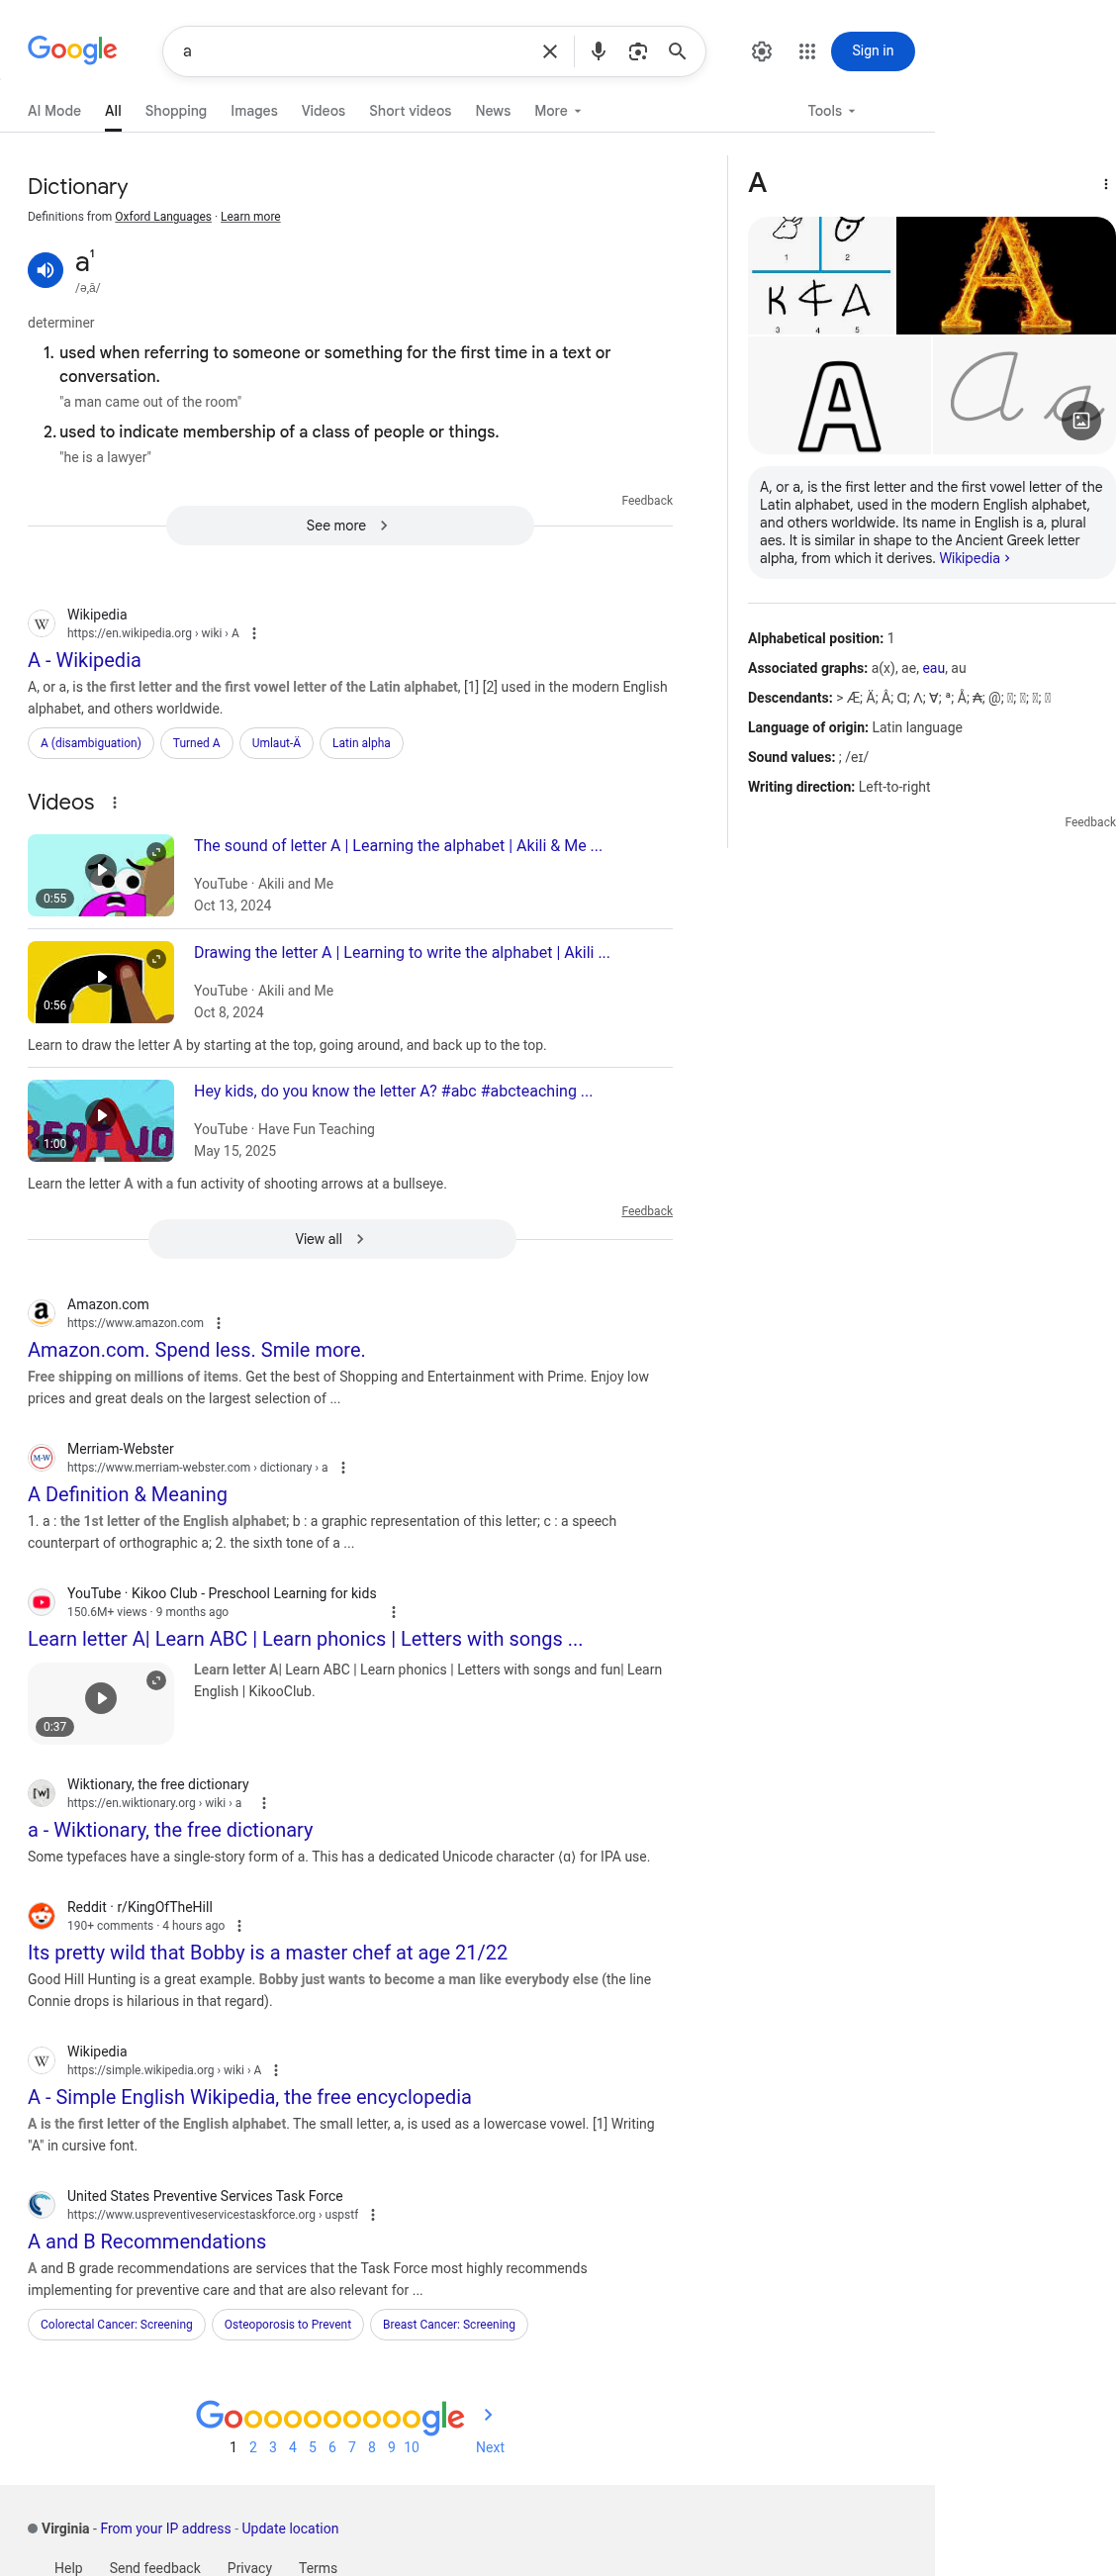 Google
a
Sign in
AI Mode
All
Shopping
Images
Videos
Short videos
News
More
Tools
Dictionary
Definitions from Oxford Languages · Learn more
a¹
/ə,ā/
determiner
1. used when referring to someone or something for the first time in a text or
conversation.
"a man came out of the room"
2. used to indicate membership of a class of people or things.
"he is a lawyer"
Feedback
See more
Wikipedia
https://en.wikipedia.org › wiki › A
A - Wikipedia
A, or a, is the first letter and the first vowel letter of the Latin alphabet, [1] [2] used in the modern English
alphabet, and others worldwide.
A (disambiguation)
Turned A
Umlaut-Ä
Latin alpha
Videos
0:55
The sound of letter A | Learning the alphabet | Akili & Me ...
YouTube · Akili and Me
Oct 13, 2024
0:56
Drawing the letter A | Learning to write the alphabet | Akili ...
YouTube · Akili and Me
Oct 8, 2024
Learn to draw the letter A by starting at the top, going around, and back up to the top.
1:00
Hey kids, do you know the letter A? #abc #abcteaching ...
YouTube · Have Fun Teaching
May 15, 2025
Learn the letter A with a fun activity of shooting arrows at a bullseye.
Feedback
View all
Amazon.com
https://www.amazon.com
Amazon.com. Spend less. Smile more.
Free shipping on millions of items. Get the best of Shopping and Entertainment with Prime. Enjoy low
prices and great deals on the largest selection of ...
M-W
Merriam-Webster
https://www.merriam-webster.com › dictionary › a
A Definition & Meaning
1. a : the 1st letter of the English alphabet; b : a graphic representation of this letter; c : a speech
counterpart of orthographic a; 2. the sixth tone of a ...
YouTube · Kikoo Club - Preschool Learning for kids
150.6M+ views · 9 months ago
Learn letter A| Learn ABC | Learn phonics | Letters with songs ...
0:37
Learn letter A| Learn ABC | Learn phonics | Letters with songs and fun| Learn
English | KikooClub.
Wiktionary, the free dictionary
https://en.wiktionary.org › wiki › a
a - Wiktionary, the free dictionary
Some typefaces have a single-story form of a. This has a dedicated Unicode character ⟨ɑ⟩ for IPA use.
Reddit · r/KingOfTheHill
190+ comments · 4 hours ago
Its pretty wild that Bobby is a master chef at age 21/22
Good Hill Hunting is a great example. Bobby just wants to become a man like everybody else (the line
Connie drops is hilarious in that regard).
Wikipedia
https://simple.wikipedia.org › wiki › A
A - Simple English Wikipedia, the free encyclopedia
A is the first letter of the English alphabet. The small letter, a, is used as a lowercase vowel. [1] Writing
"A" in cursive font.
United States Preventive Services Task Force
https://www.uspreventiveservicestaskforce.org › uspstf
A and B Recommendations
A and B grade recommendations are services that the Task Force most highly recommends
implementing for preventive care and that are also relevant for ...
Colorectal Cancer: Screening
Osteoporosis to Prevent
Breast Cancer: Screening
A
1 2
3 4 5
A
A
A a
A, or a, is the first letter and the first vowel letter of the
Latin alphabet, used in the modern English alphabet,
and others worldwide. Its name in English is a, plural
aes. It is similar in shape to the Ancient Greek letter
alpha, from which it derives. Wikipedia ›
Alphabetical position: 1
Associated graphs: a(x), ae, eau, au
Descendants: > Æ; Ä; Â; Ɑ; Λ; Ɐ; ª; Å; ₳; @;
Language of origin: Latin language
Sound values: ; /eɪ/
Writing direction: Left-to-right
Feedback
Goooooooooogle
1 2 3 4 5 6 7 8 9 10 Next
Virginia - From your IP address - Update location
Help
Send feedback
Privacy
Terms